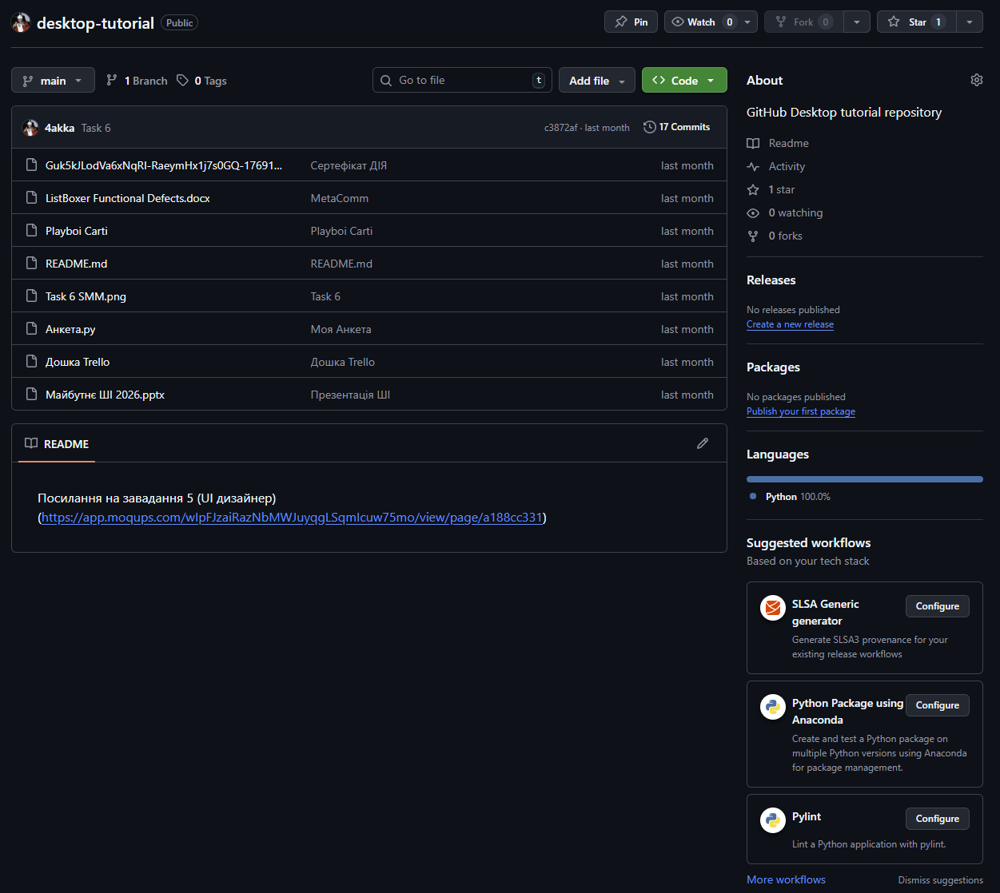 desktop-tutorial Public
Pin
Watch 0
Fork 0
Star 1
main
1 Branch
0 Tags
Go to file t
Add file
Code
4akka Task 6 c3872af · last month 17 Commits
Guk5kJLodVa6xNqRI-RaeymHx1j7s0GQ-17691... Сертефікат ДІЯ last month
ListBoxer Functional Defects.docx MetaComm last month
Playboi Carti Playboi Carti last month
README.md README.md last month
Task 6 SMM.png Task 6 last month
Анкета.py Моя Анкета last month
Дошка Trello Дошка Trello last month
Майбутнє ШІ 2026.pptx Презентація ШІ last month
README
Посилання на завадання 5 (UI дизайнер)
(https://app.moqups.com/wlpFJzaiRazNbMWJuyqgLSqmIcuw75mo/view/page/a188cc331)
About
GitHub Desktop tutorial repository
Readme
Activity
1 star
0 watching
0 forks
Releases
No releases published
Create a new release
Packages
No packages published
Publish your first package
Languages
Python 100.0%
Suggested workflows
Based on your tech stack
SLSA Generic
generator
Configure
Generate SLSA3 provenance for your
existing release workflows
Python Package using
Anaconda
Configure
Create and test a Python package on
multiple Python versions using Anaconda
for package management.
Pylint
Configure
Lint a Python application with pylint.
More workflows
Dismiss suggestions